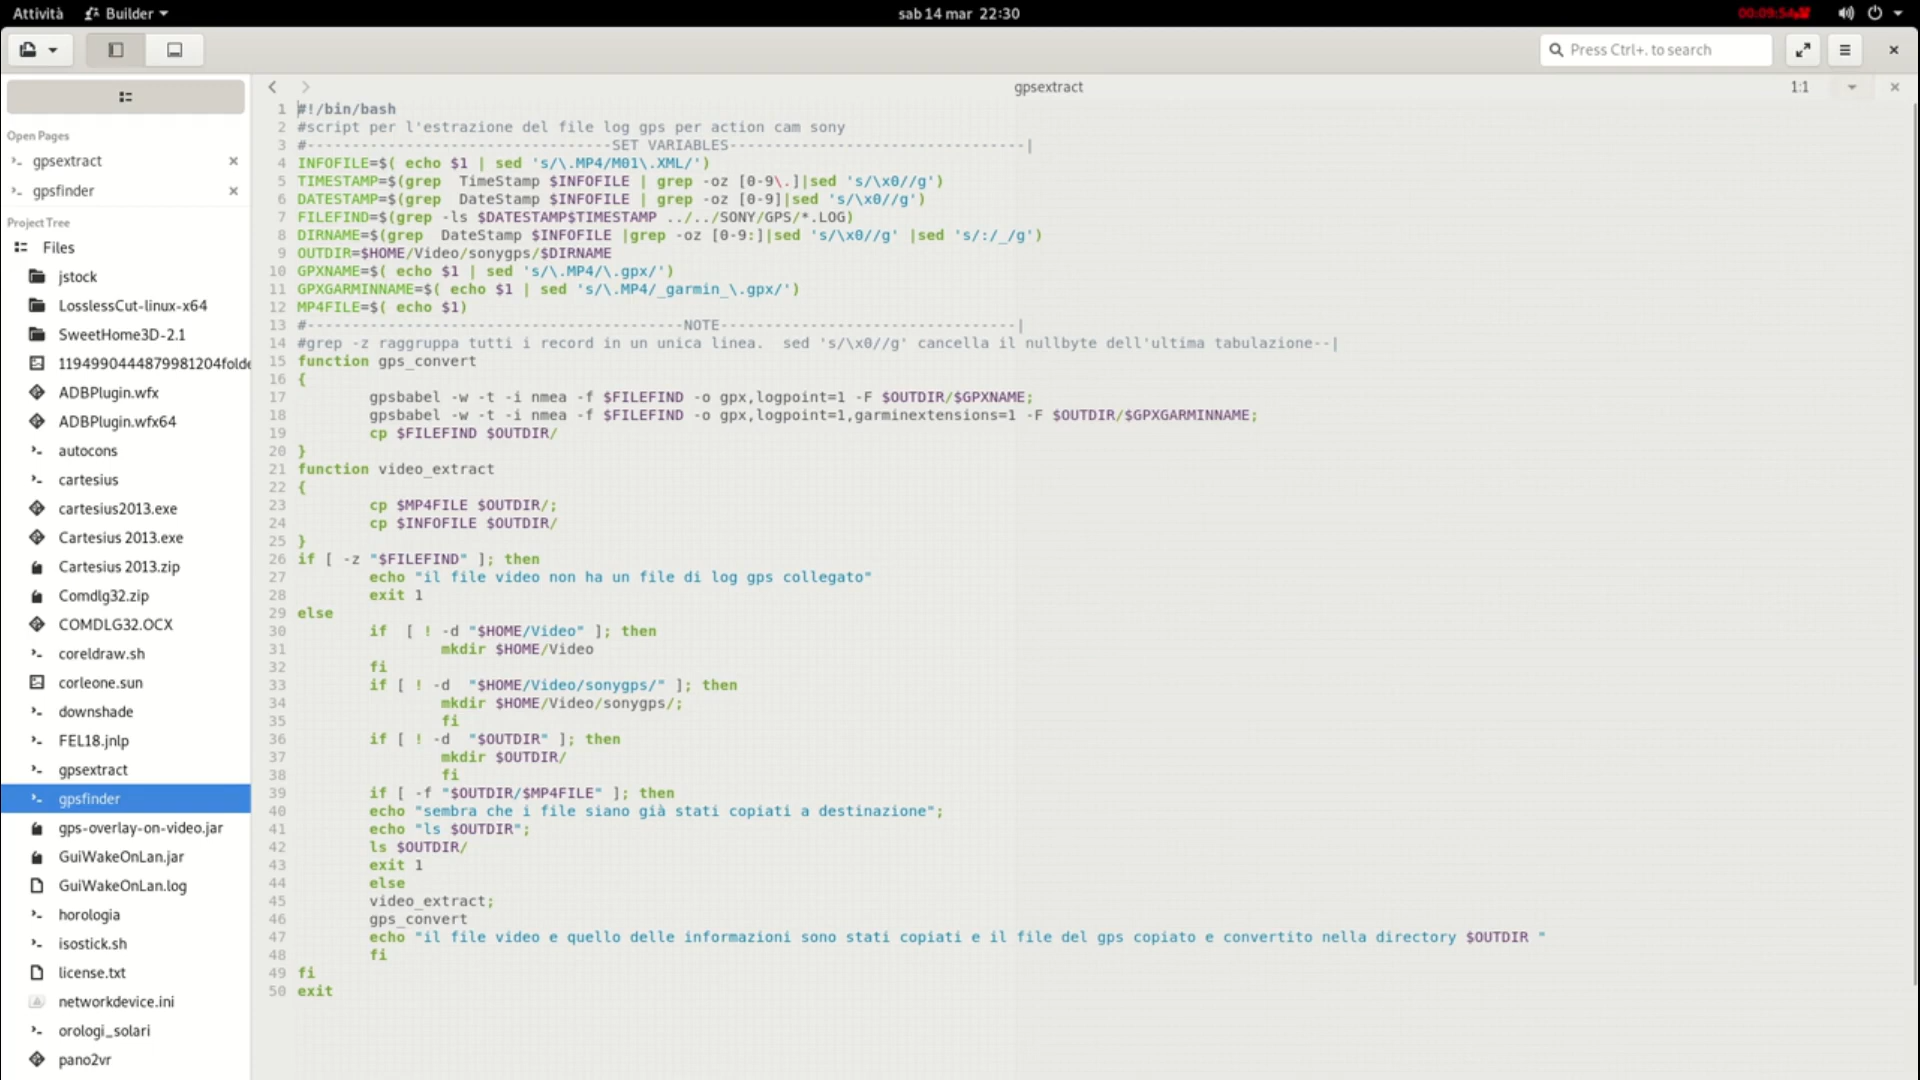 Attività
Builder
sab 14 mar 22:30
Press Ctrl+. to search
Open Pages
gpsextract
gpsfinder
Project Tree
Files
jstock
LosslessCut-linux-x64
SweetHome3D-2.1
1194990444879981204folde
ADBPlugin.wfx
ADBPlugin.wfx64
autocons
cartesius
cartesius2013.exe
Cartesius 2013.exe
Cartesius 2013.zip
Comdlg32.zip
COMDLG32.OCX
coreldraw.sh
corleone.sun
downshade
FEL18.jnlp
gpsextract
gpsfinder
gps-overlay-on-video.jar
GuiWakeOnLan.jar
GuiWakeOnLan.log
horologia
isostick.sh
license.txt
networkdevice.ini
orologi_solari
pano2vr
gpsextract
1:1
1 #!/bin/bash
2 #script per l'estrazione del file log gps per action cam sony
3 #----------------------------------SET VARIABLES---------------------------------|
4 INFOFILE=$( echo $1 | sed 's/\.MP4/M01\.XML/')
5 TIMESTAMP=$(grep  TimeStamp $INFOFILE | grep -oz [0-9\.]|sed 's/\x0//g')
6 DATESTAMP=$(grep  DateStamp $INFOFILE | grep -oz [0-9]|sed 's/\x0//g')
7 FILEFIND=$(grep -ls $DATESTAMP$TIMESTAMP ../../SONY/GPS/*.LOG)
8 DIRNAME=$(grep  DateStamp $INFOFILE |grep -oz [0-9:]|sed 's/\x0//g' |sed 's/:/_/g')
9 OUTDIR=$HOME/Video/sonygps/$DIRNAME
10 GPXNAME=$( echo $1 | sed 's/\.MP4/\.gpx/')
11 GPXGARMINNAME=$( echo $1 | sed 's/\.MP4/_garmin_\.gpx/')
12 MP4FILE=$( echo $1)
13 #------------------------------------------NOTE---------------------------------|
14 #grep -z raggruppa tutti i record in un unica linea.  sed 's/\x0//g' cancella il nullbyte dell'ultima tabulazione--|
15 function gps_convert
16 {
17 gpsbabel -w -t -i nmea -f $FILEFIND -o gpx,logpoint=1 -F $OUTDIR/$GPXNAME;
18 gpsbabel -w -t -i nmea -f $FILEFIND -o gpx,logpoint=1,garminextensions=1 -F $OUTDIR/$GPXGARMINNAME;
19 cp $FILEFIND $OUTDIR/
20 }
21 function video_extract
22 {
23 cp $MP4FILE $OUTDIR/;
24 cp $INFOFILE $OUTDIR/
25 }
26 if [ -z "$FILEFIND" ]; then
27 echo "il file video non ha un file di log gps collegato"
28 exit 1
29 else
30 if  [ ! -d "$HOME/Video" ]; then
31 mkdir $HOME/Video
32 fi
33 if [ ! -d  "$HOME/Video/sonygps/" ]; then
34 mkdir $HOME/Video/sonygps/;
35 fi
36 if [ ! -d  "$OUTDIR" ]; then
37 mkdir $OUTDIR/
38 fi
39 if [ -f "$OUTDIR/$MP4FILE" ]; then
40 echo "sembra che i file siano già stati copiati a destinazione";
41 echo "ls $OUTDIR";
42 ls $OUTDIR/
43 exit 1
44 else
45 video_extract;
46 gps_convert
47 echo "il file video e quello delle informazioni sono stati copiati e il file del gps copiato e convertito nella directory $OUTDIR "
48 fi
49 fi
50 exit